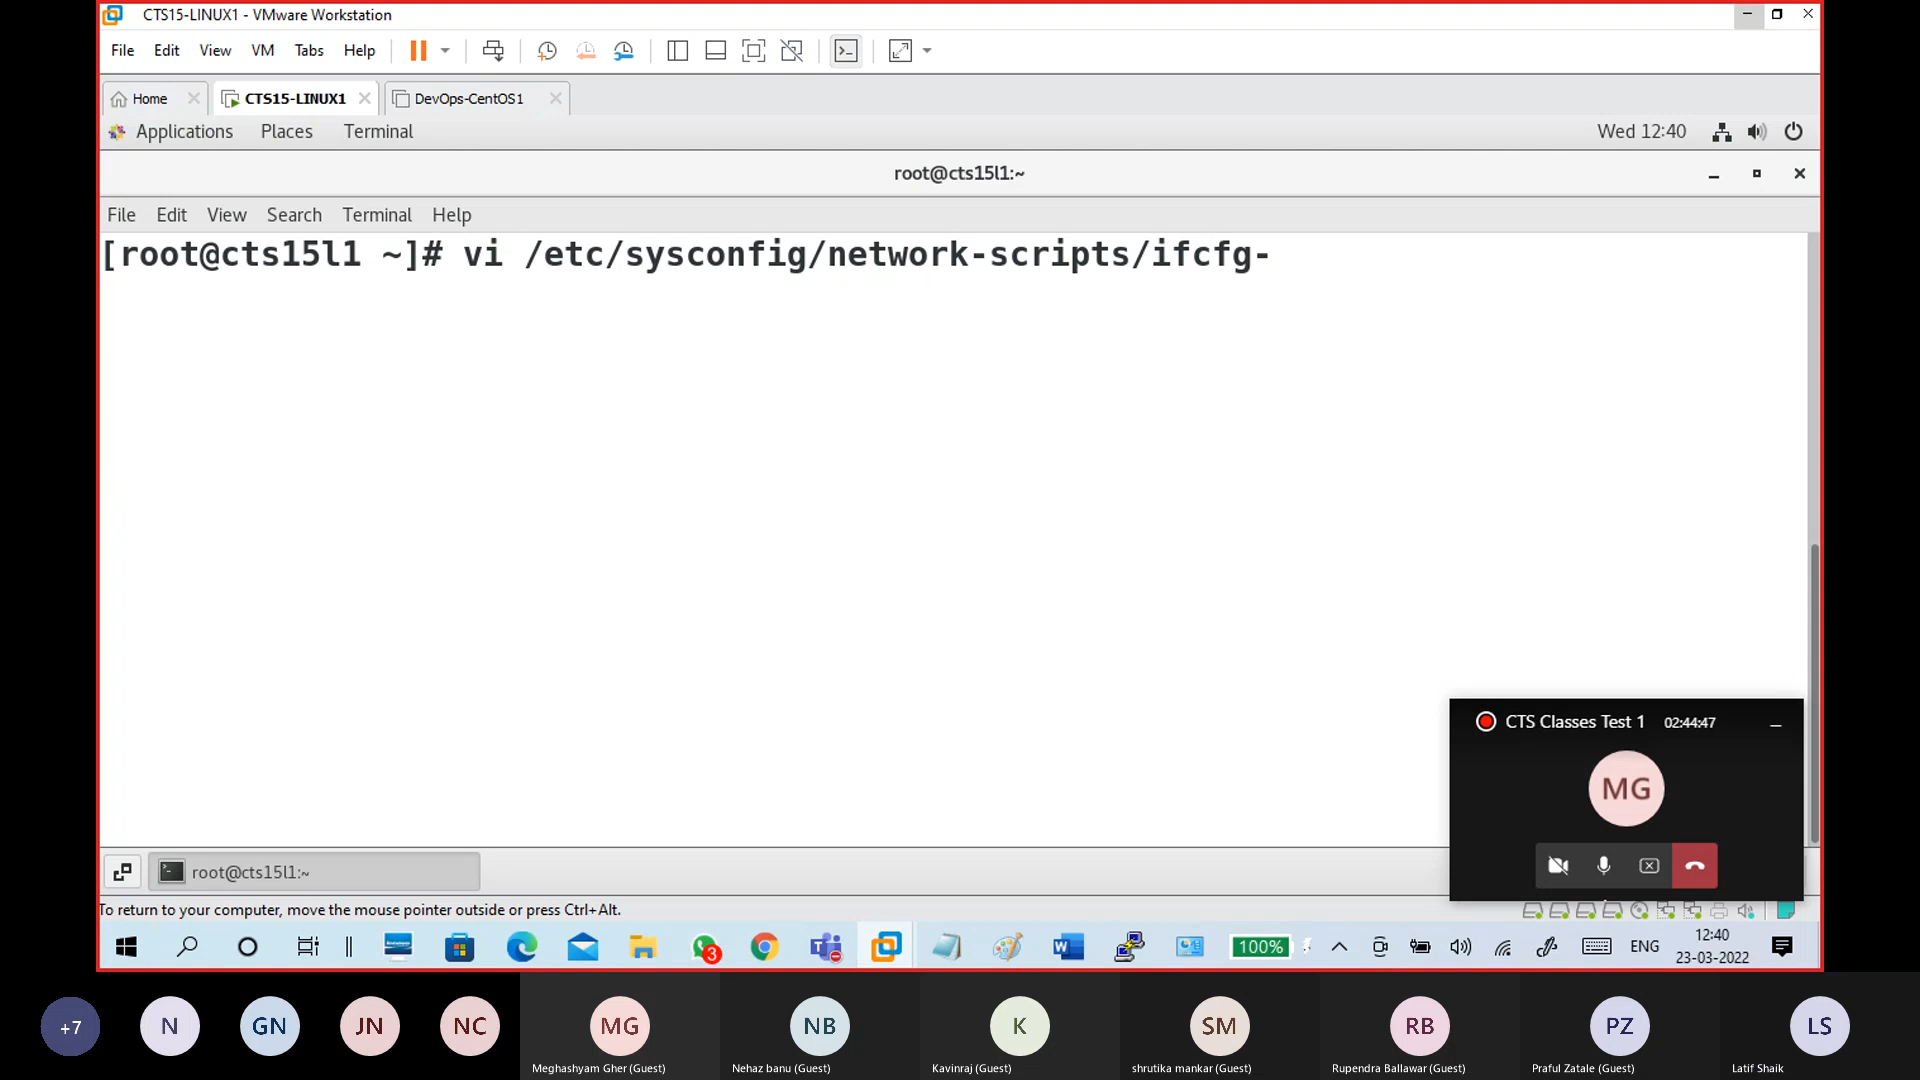 CTS15-LINUX1 - VMware Workstation
File Edit View VM Tabs Help
Home CTS15-LINUX1 DevOps-CentOS1
Applications Places Terminal Wed 12:40
root@cts15l1:~
File Edit View Search Terminal Help
[root@cts15l1 ~]# vi /etc/sysconfig/network-scripts/ifcfg-
CTS Classes Test 1 02:44:47
MG
root@cts15l1:~
To return to your computer, move the mouse pointer outside or press Ctrl+Alt.
3 100% ENG 12:40
23-03-2022
+7 N GN JN NC MG NB K SM RB PZ LS
Meghashyam Gher (Guest) Nehaz banu (Guest) Kavinraj (Guest) shrutika mankar (Guest) Rupendra Ballawar (Guest) Praful Zatale (Guest) Latif Shaik